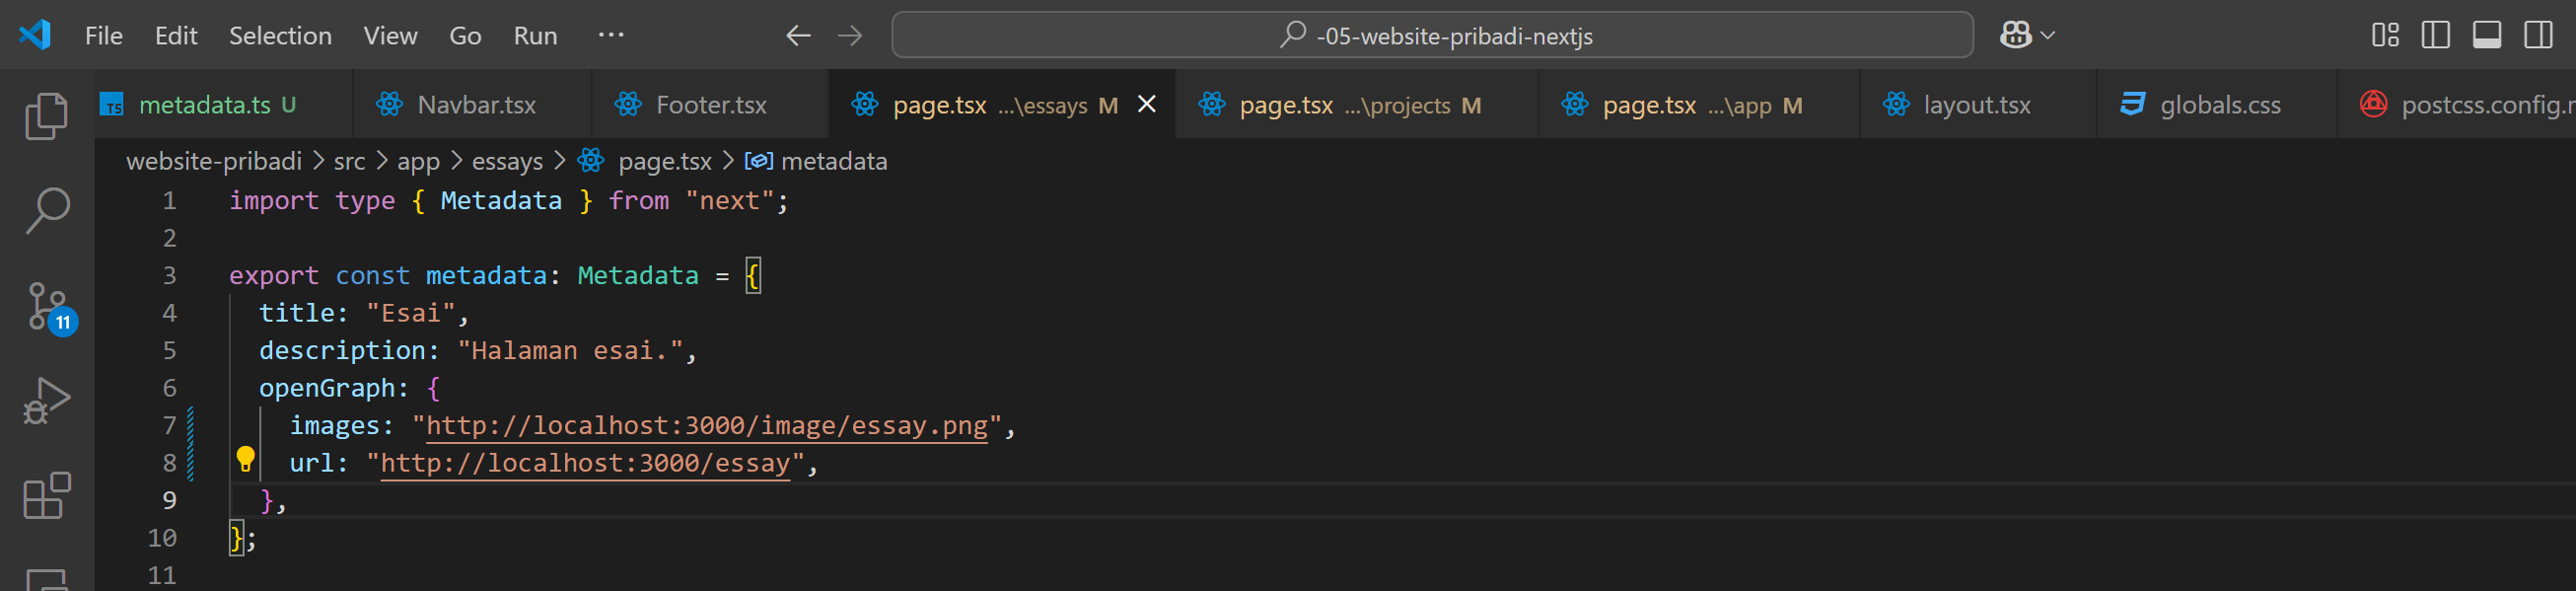 File Edit Selection View Go Run ··· -05-website-pribadi-nextjs
TS metadata.ts U Navbar.tsx Footer.tsx page.tsx ...\essays M page.tsx ...\projects M page.tsx ...\app M layout.tsx globals.css postcss.config.
website-pribadi > src > app > essays > page.tsx > metadata
1 import type { Metadata } from "next";
2
3 export const metadata: Metadata = {
4 title: "Esai",
5 description: "Halaman esai.",
6 openGraph: {
7 images: "http://localhost:3000/image/essay.png",
8 url: "http://localhost:3000/essay",
9 },
10 };
11
11